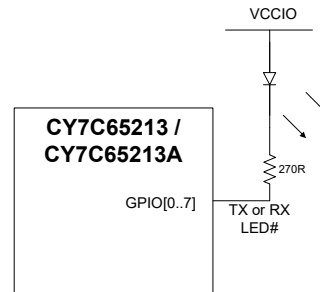 VCCIO
CY7C65213 /
CY7C65213A
270R
GPIO[0..7]
TX or RX
LED#